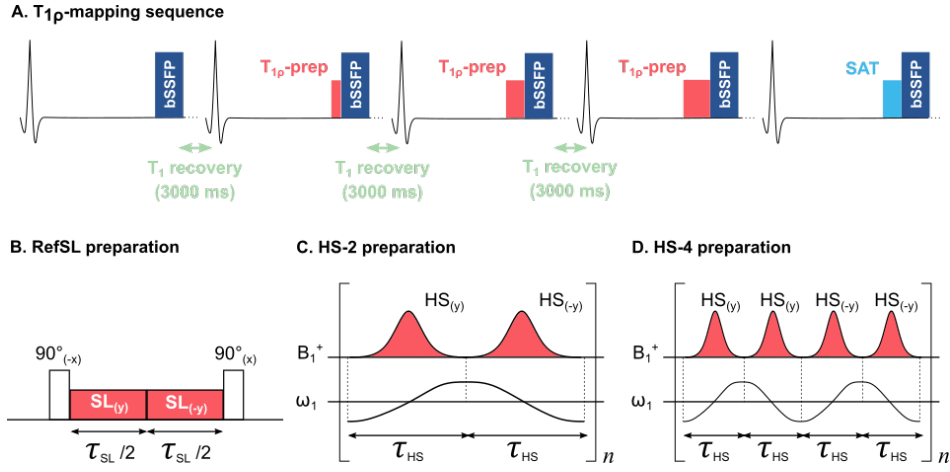 A. T1ρ-mapping sequence
bSSFP
T1ρ-prep
bSSFP
T1ρ-prep
bSSFP
T1ρ-prep
bSSFP
SAT
bSSFP
T1 recovery
(3000 ms)
T1 recovery
(3000 ms)
T1 recovery
(3000 ms)
B. RefSL preparation
90°(-x)
90°(x)
SL(y)
SL(-y)
τSL /2
τSL /2
C. HS-2 preparation
HS(y)
HS(-y)
B1+
ω1
τHS
τHS
n
D. HS-4 preparation
HS(y)
HS(y)
HS(-y)
HS(-y)
B1+
ω1
τHS
τHS
τHS
τHS
n